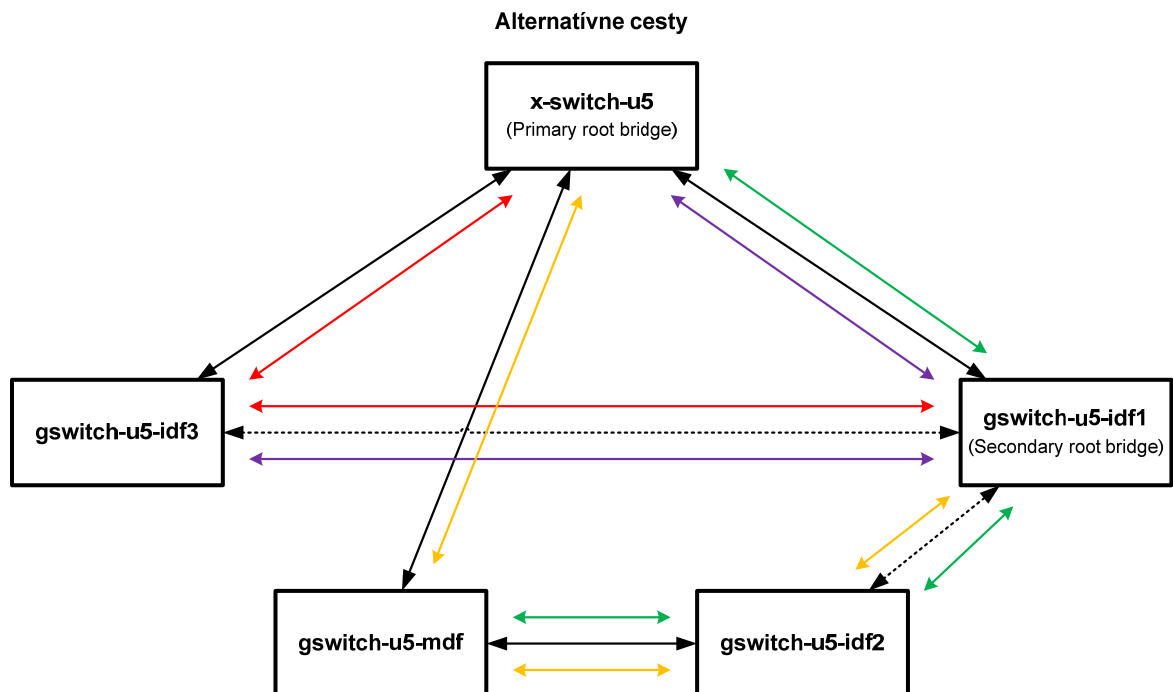 Alternatívne cesty
x-switch-u5
(Primary root bridge)
gswitch-u5-idf3
gswitch-u5-idf1
(Secondary root bridge)
gswitch-u5-mdf
gswitch-u5-idf2